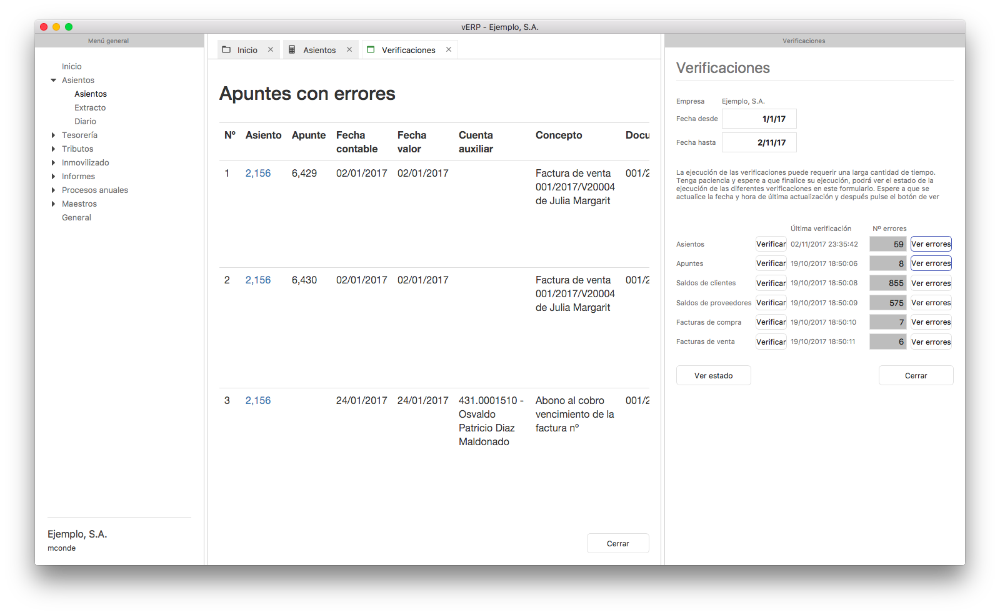 vERP - Ejemplo, S.A.
Menú general
Inicio
Asientos
Asientos
Extracto
Diario
Tesorería
Tributos
Inmovilizado
Informes
Procesos anuales
Maestros
General
Ejemplo, S.A.
mconde
Inicio Asientos Verificaciones
Apuntes con errores
Nº Asiento Apunte Fecha contable Fecha valor Cuenta auxiliar Concepto Docu
1 2,156 6,429 02/01/2017 02/01/2017 Factura de venta 001/2
001/2017/V20004
de Julia Margarit
2 2,156 6,430 02/01/2017 02/01/2017 Factura de venta 001/2
001/2017/V20004
de Julia Margarit
3 2,156 24/01/2017 24/01/2017 431.0001510 - Abono al cobro 001/2
Osvaldo vencimiento de la
Patricio Diaz factura nº
Maldonado
Cerrar
Verificaciones
Verificaciones
Empresa Ejemplo, S.A.
Fecha desde 1/1/17
Fecha hasta 2/11/17
La ejecución de las verificaciones puede requerir una larga cantidad de tiempo.
Tenga paciencia y espere a que finalice su ejecución, podrá ver el estado de la
ejecución de las diferentes verificaciones en este formulario. Espere a que se
actualice la fecha y hora de última actualización y después pulse el botón de ver
Última verificación Nº errores
Asientos Verificar 02/11/2017 23:35:42 59 Ver errores
Apuntes Verificar 19/10/2017 18:50:06 8 Ver errores
Saldos de clientes Verificar 19/10/2017 18:50:08 855 Ver errores
Saldos de proveedores Verificar 19/10/2017 18:50:09 575 Ver errores
Facturas de compra Verificar 19/10/2017 18:50:10 7 Ver errores
Facturas de venta Verificar 19/10/2017 18:50:11 6 Ver errores
Ver estado Cerrar